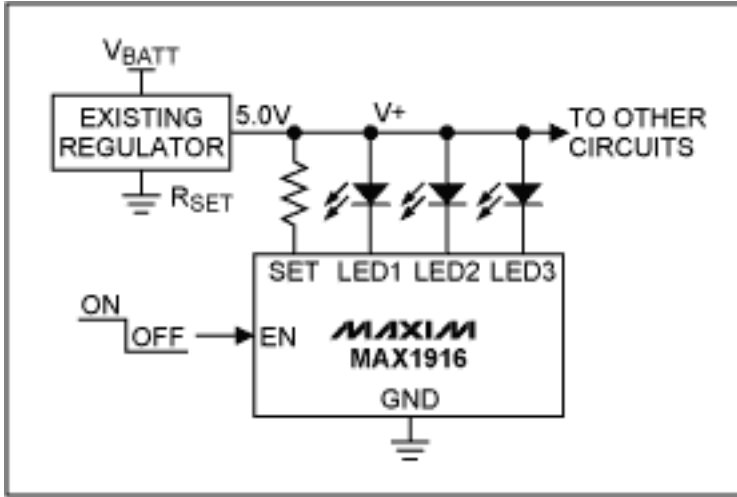 VBATT
EXISTING
REGULATOR
5.0V
V+
TO OTHER
CIRCUITS
RSET
SET LED1 LED2 LED3
ON
OFF
EN
MAXIM
MAX1916
GND